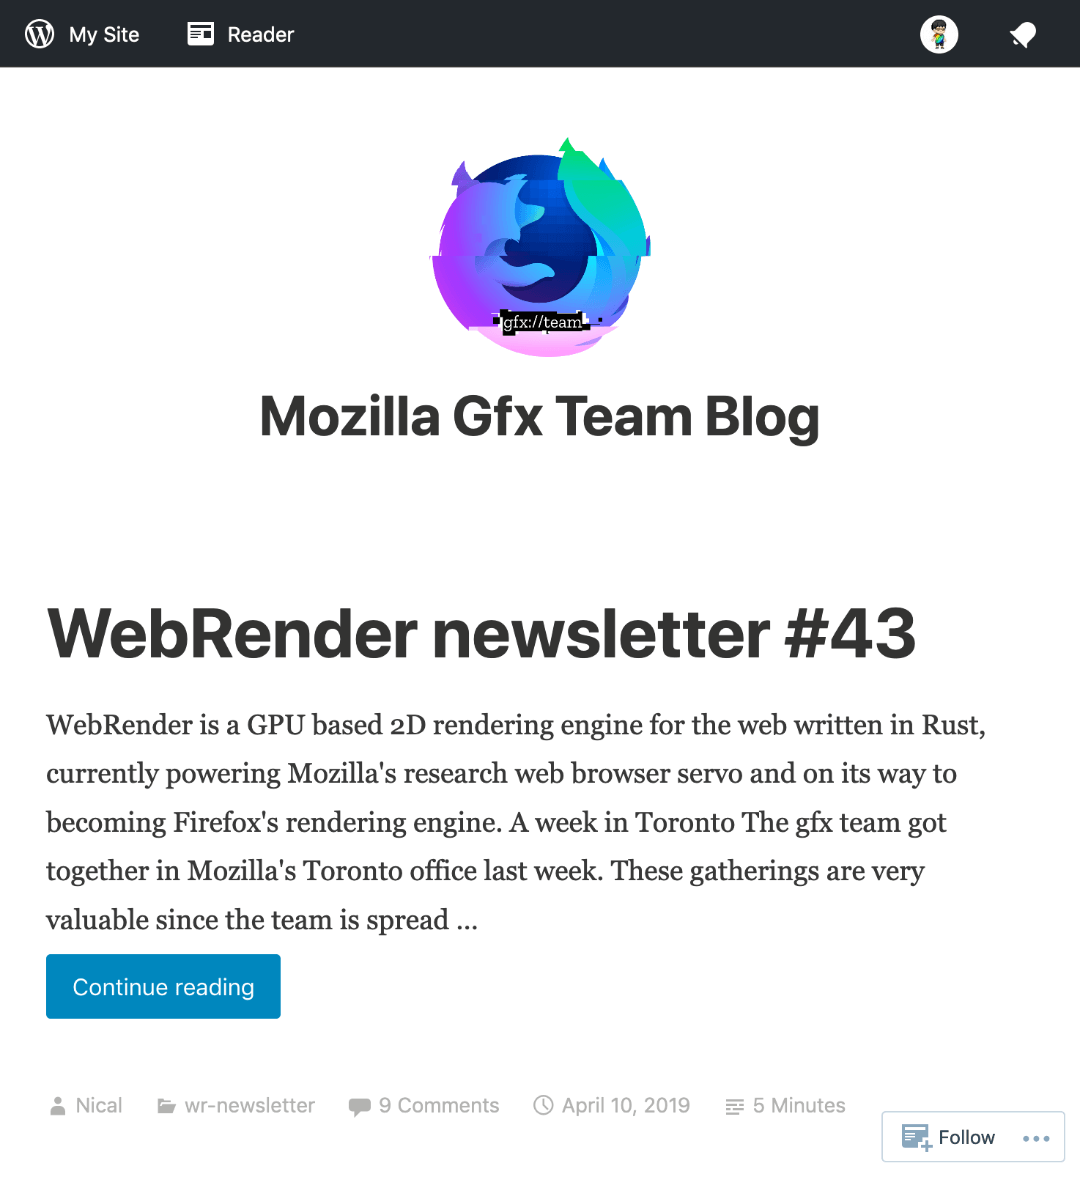 My Site
Reader
gfx://team
Mozilla Gfx Team Blog
WebRender newsletter #43
WebRender is a GPU based 2D rendering engine for the web written in Rust,
currently powering Mozilla's research web browser servo and on its way to
becoming Firefox's rendering engine. A week in Toronto The gfx team got
together in Mozilla's Toronto office last week. These gatherings are very
valuable since the team is spread ...
Continue reading
Nical wr-newsletter 9 Comments April 10, 2019 5 Minutes
Follow